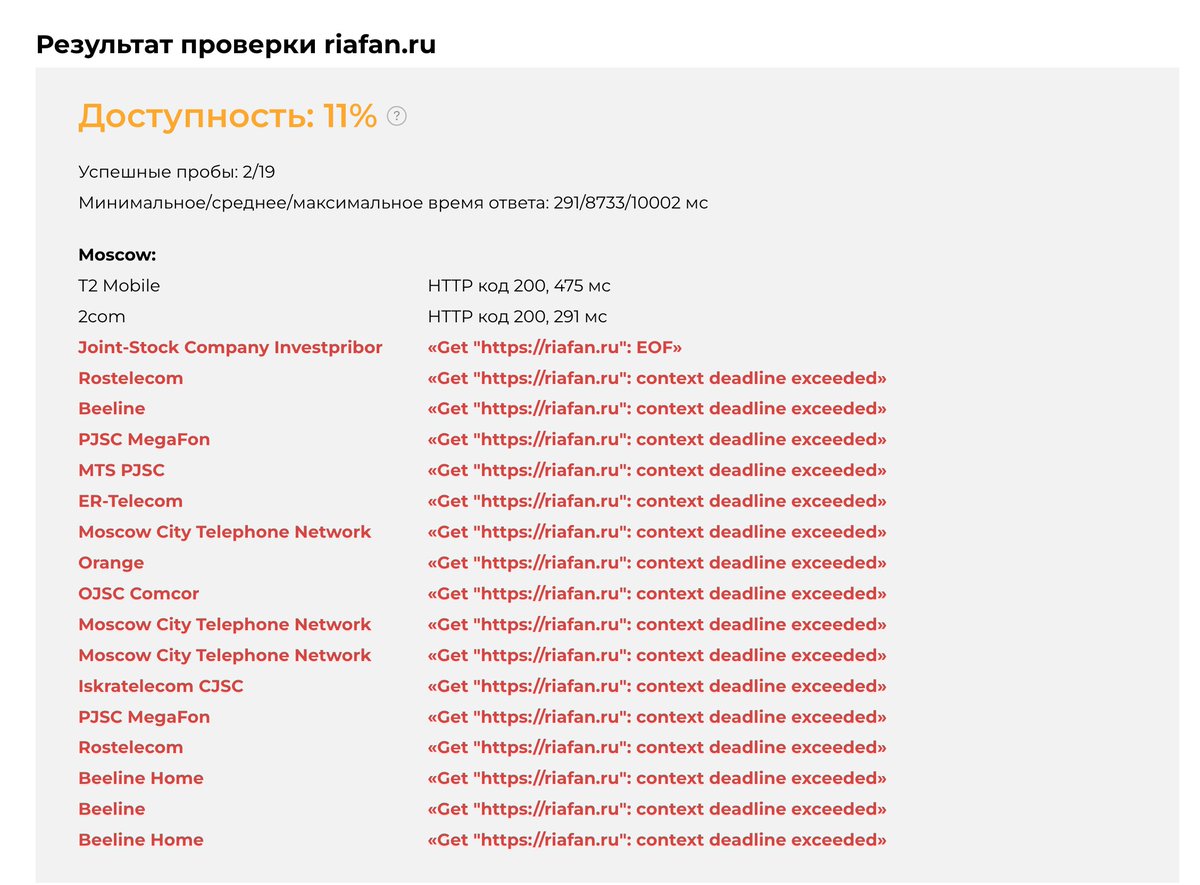 Результат проверки riafan.ru
Доступность: 11% ?
Успешные пробы: 2/19
Минимальное/среднее/максимальное время ответа: 291/8733/10002 мс
Moscow:
T2 Mobile HTTP код 200, 475 мс
2com HTTP код 200, 291 мс
Joint-Stock Company Investpribor «Get "https://riafan.ru": EOF»
Rostelecom «Get "https://riafan.ru": context deadline exceeded»
Beeline «Get "https://riafan.ru": context deadline exceeded»
PJSC MegaFon «Get "https://riafan.ru": context deadline exceeded»
MTS PJSC «Get "https://riafan.ru": context deadline exceeded»
ER-Telecom «Get "https://riafan.ru": context deadline exceeded»
Moscow City Telephone Network «Get "https://riafan.ru": context deadline exceeded»
Orange «Get "https://riafan.ru": context deadline exceeded»
OJSC Comcor «Get "https://riafan.ru": context deadline exceeded»
Moscow City Telephone Network «Get "https://riafan.ru": context deadline exceeded»
Moscow City Telephone Network «Get "https://riafan.ru": context deadline exceeded»
Iskratelecom CJSC «Get "https://riafan.ru": context deadline exceeded»
PJSC MegaFon «Get "https://riafan.ru": context deadline exceeded»
Rostelecom «Get "https://riafan.ru": context deadline exceeded»
Beeline Home «Get "https://riafan.ru": context deadline exceeded»
Beeline «Get "https://riafan.ru": context deadline exceeded»
Beeline Home «Get "https://riafan.ru": context deadline exceeded»